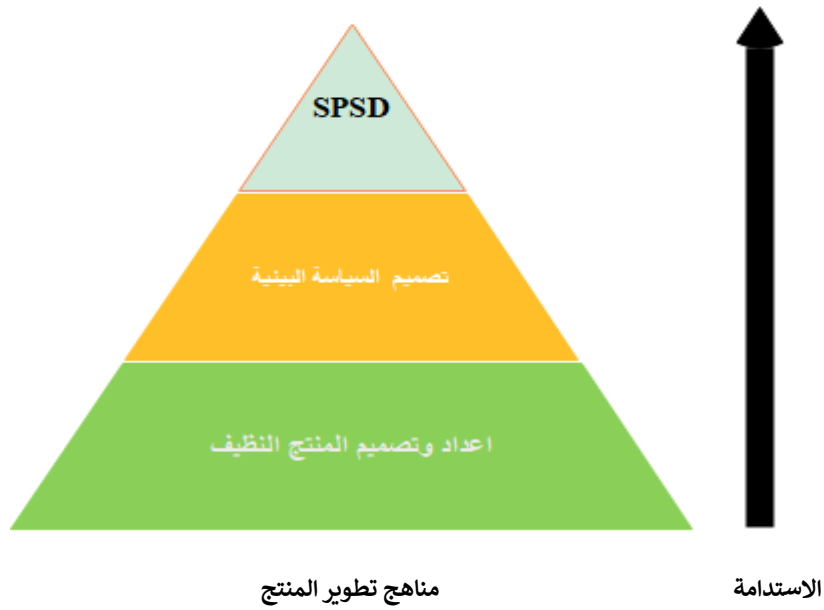 SPSD
تصميم السياسة البيئية
اعداد وتصميم المنتج النظيف
مناهج تطوير المنتج
الاستدامة